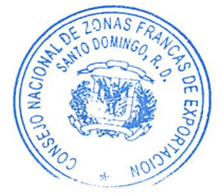 CONSEJO NACIONAL DE ZONAS FRANCAS DE EXPORTACION
SANTO DOMINGO, R. D.